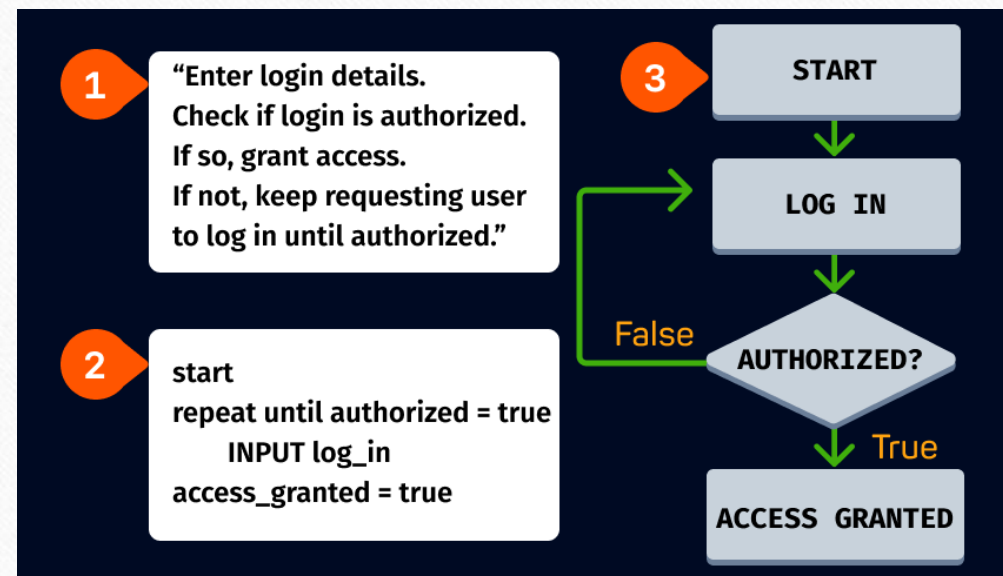 1
“Enter login details.
Check if login is authorized.
If so, grant access.
If not, keep requesting user
to log in until authorized.”
2
start
repeat until authorized = true
INPUT log_in
access_granted = true
3
START
LOG IN
AUTHORIZED?
False
True
ACCESS GRANTED